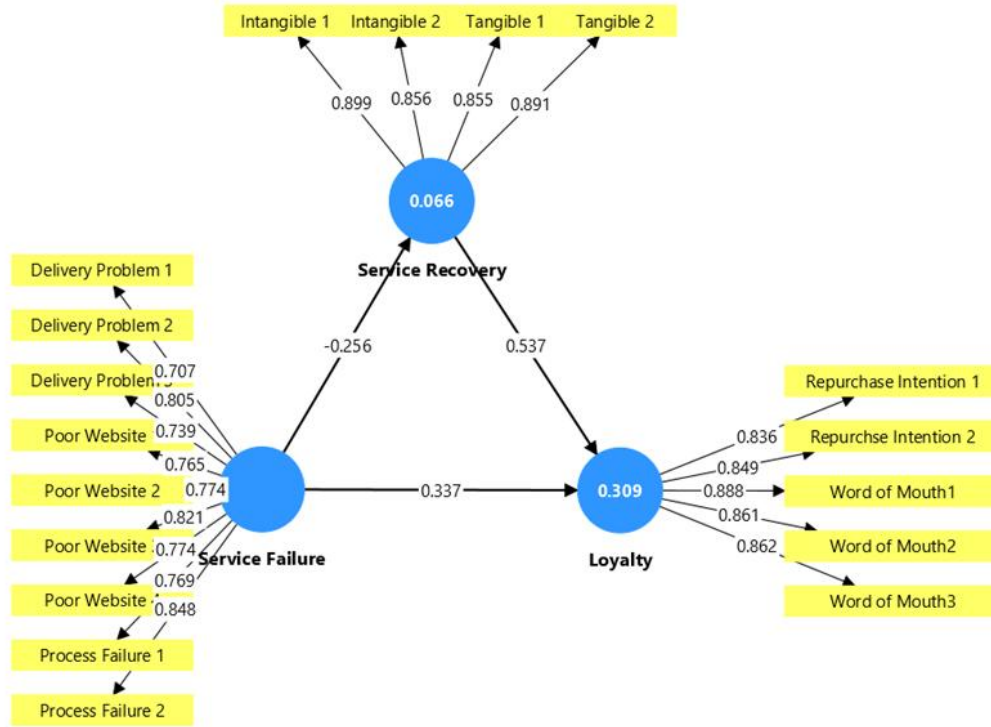 Intangible 1 Intangible 2 Tangible 1 Tangible 2
0.899 0.856 0.855 0.891
0.066
Service Recovery
-0.256
0.537
Delivery Problem 1
Delivery Problem 2
Delivery Problem
Poor Website
Poor Website 2
Poor Website
Poor Website
Process Failure 1
Process Failure 2
0.707
0.805
0.739
0.765
0.774
0.821
0.774
0.769
0.848
Service Failure
0.337
0.309
Loyalty
0.836
0.849
0.888
0.861
0.862
Repurchase Intention 1
Repurchse Intention 2
Word of Mouth1
Word of Mouth2
Word of Mouth3